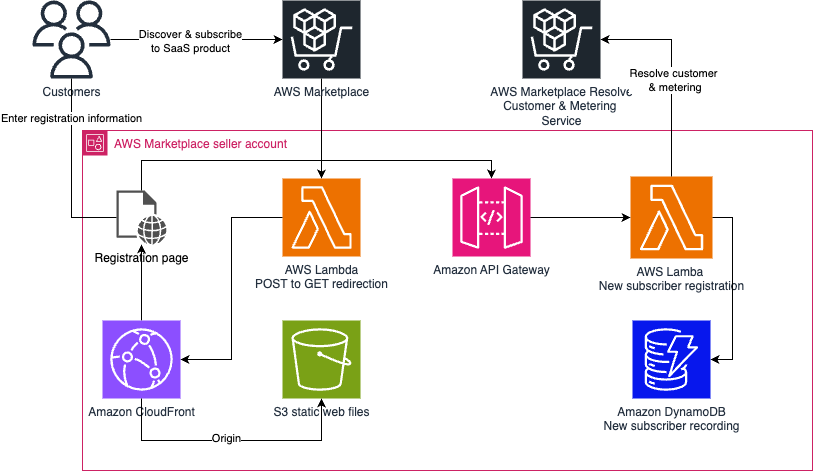 Discover & subscribe
to SaaS product
Customers
AWS Marketplace
AWS Marketplace Resolve
Customer & Metering
Service
Resolve customer
& metering
Enter registration information
AWS Marketplace seller account
Registration page
AWS Lambda
POST to GET redirection
Amazon API Gateway
AWS Lamba
New subscriber registration
Amazon CloudFront
S3 static web files
Amazon DynamoDB
New subscriber recording
Origin